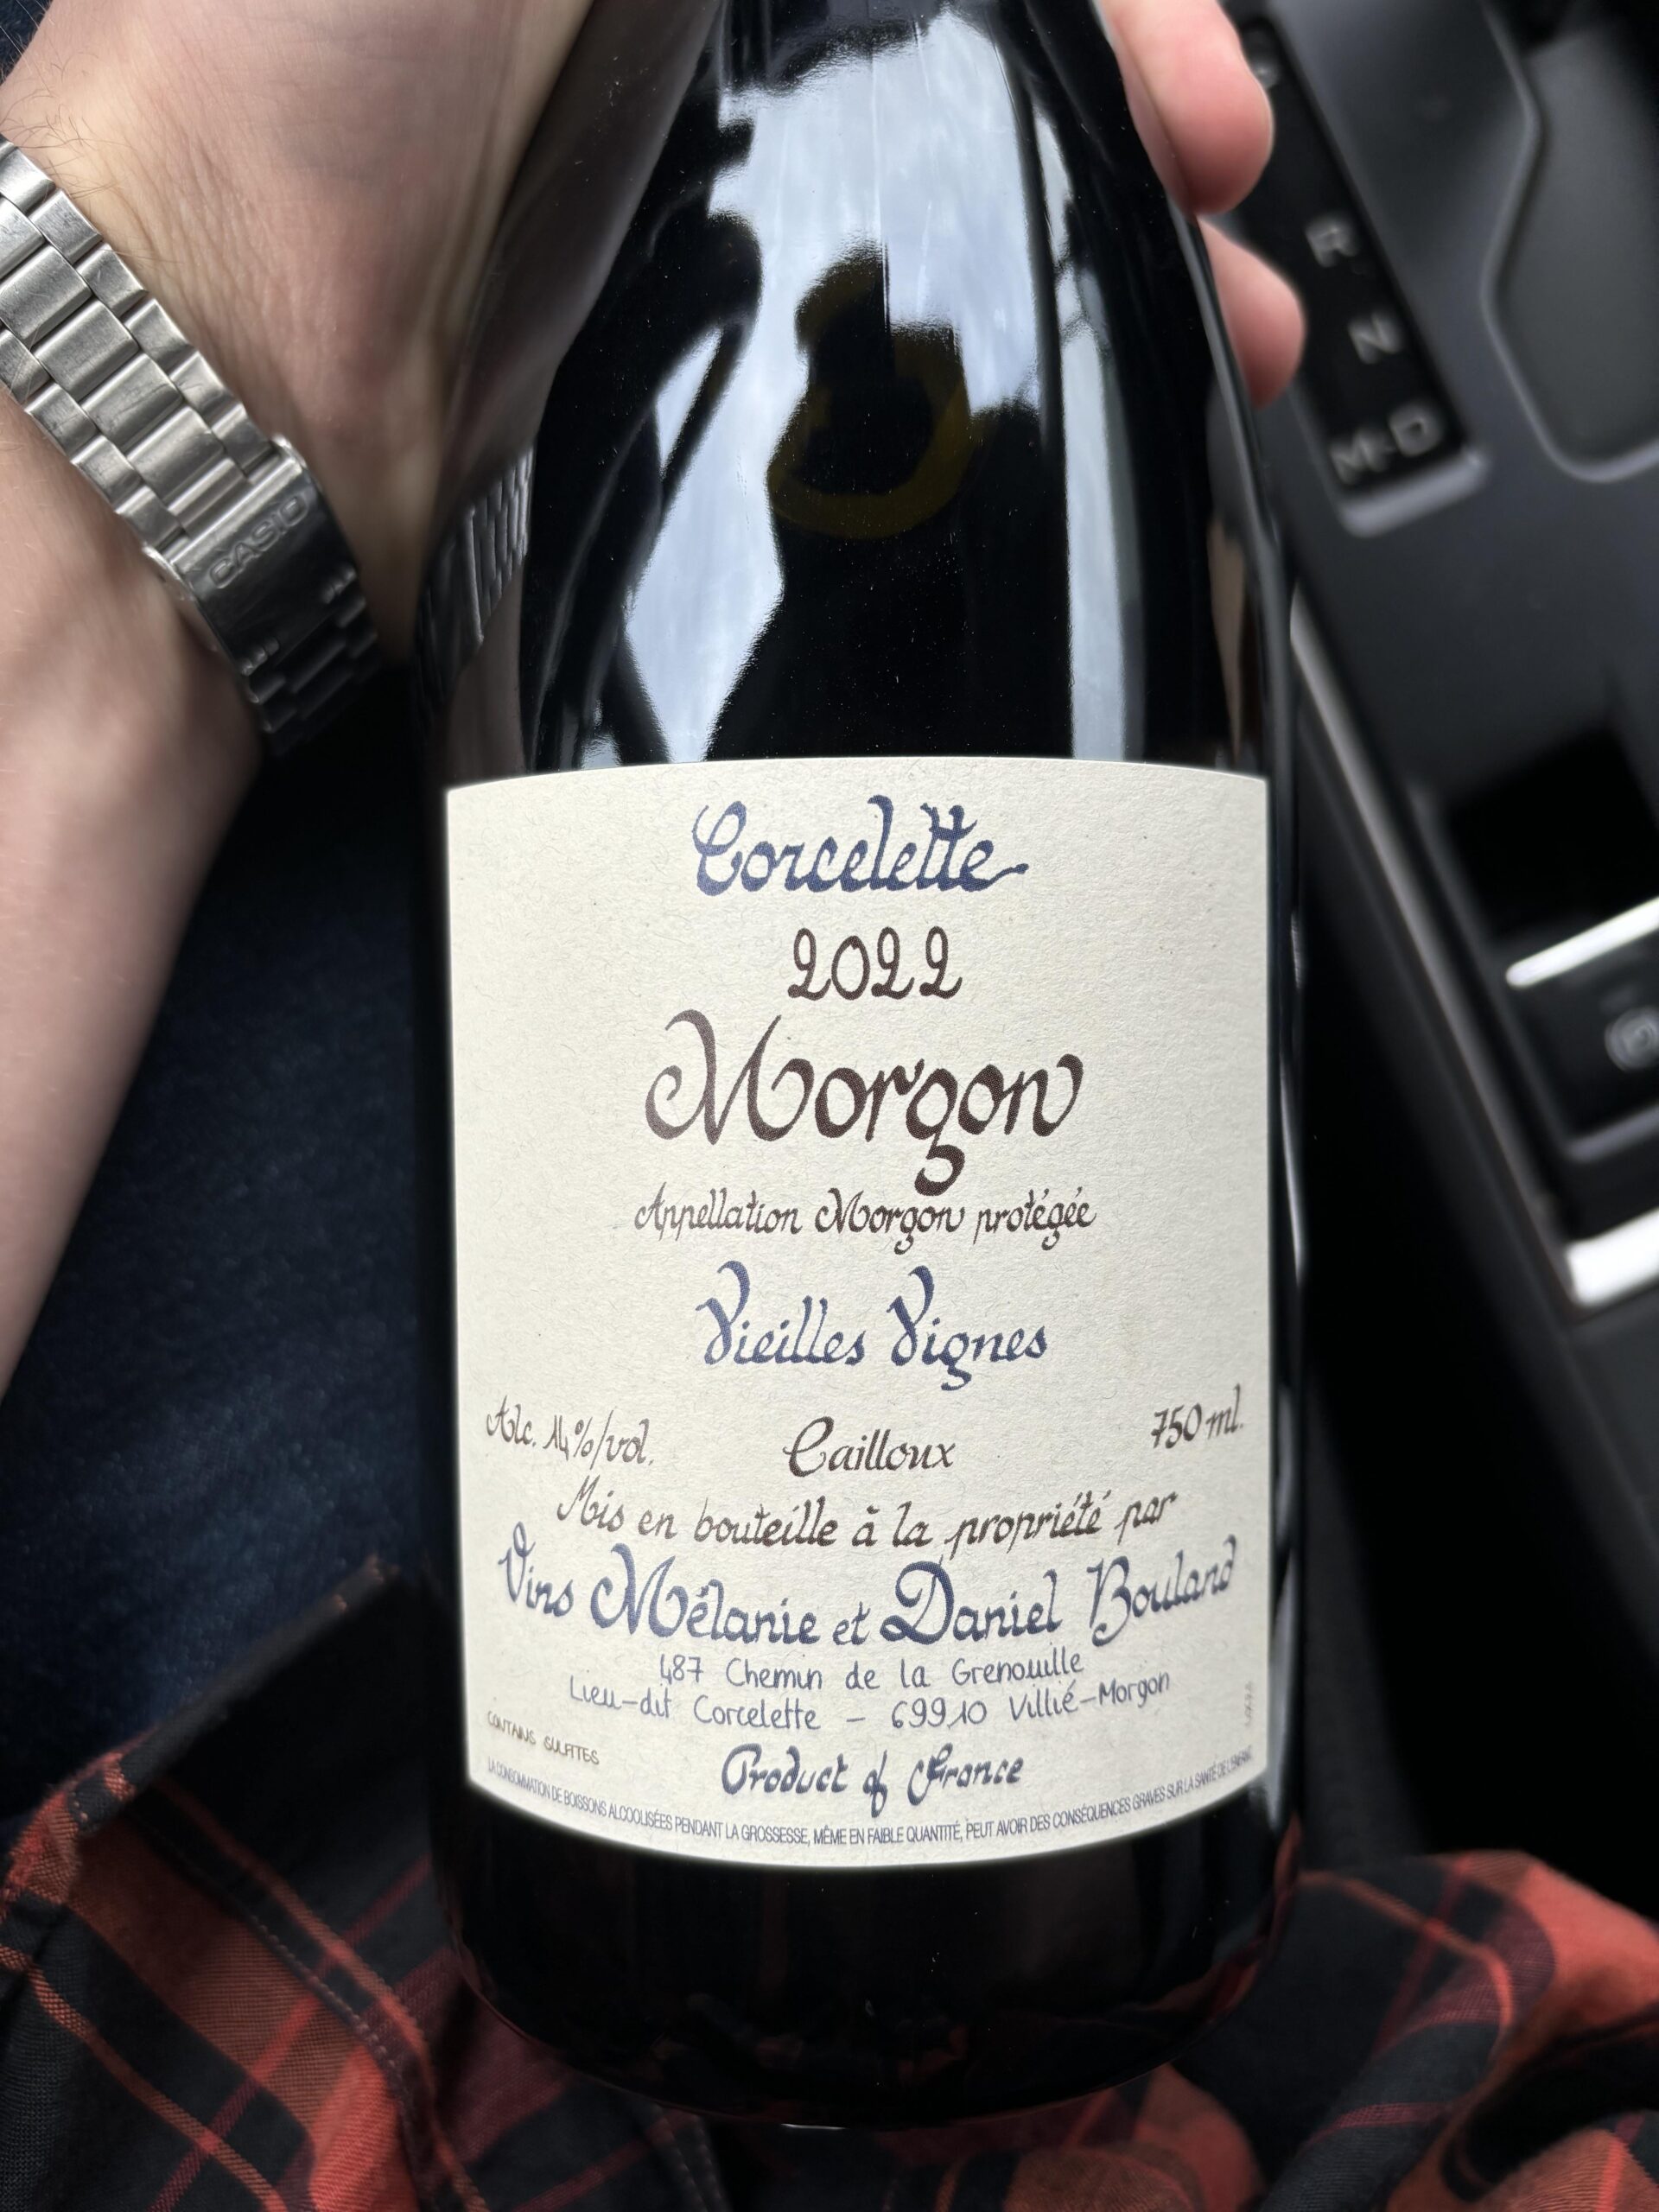 R
N
M D
CASIO
Corcelette
2022
Morgon
Appellation Morgon protégée
Vieilles Vignes
Alc. 14%/vol. Cailloux 750 ml.
Mis en bouteille à la propriété par
Vins Mélanie et Daniel Bouland
487 Chemin de la Grenouille
Lieu-dit Corcelette – 69910 Villié-Morgon
CONTAINS SULFITES
Product of France
LA CONSOMMATION DE BOISSONS ALCOOLISÉES PENDANT LA GROSSESSE, MÊME EN FAIBLE QUANTITÉ, PEUT AVOIR DES CONSÉQUENCES GRAVES SUR LA SANTÉ DE L'ENFANT